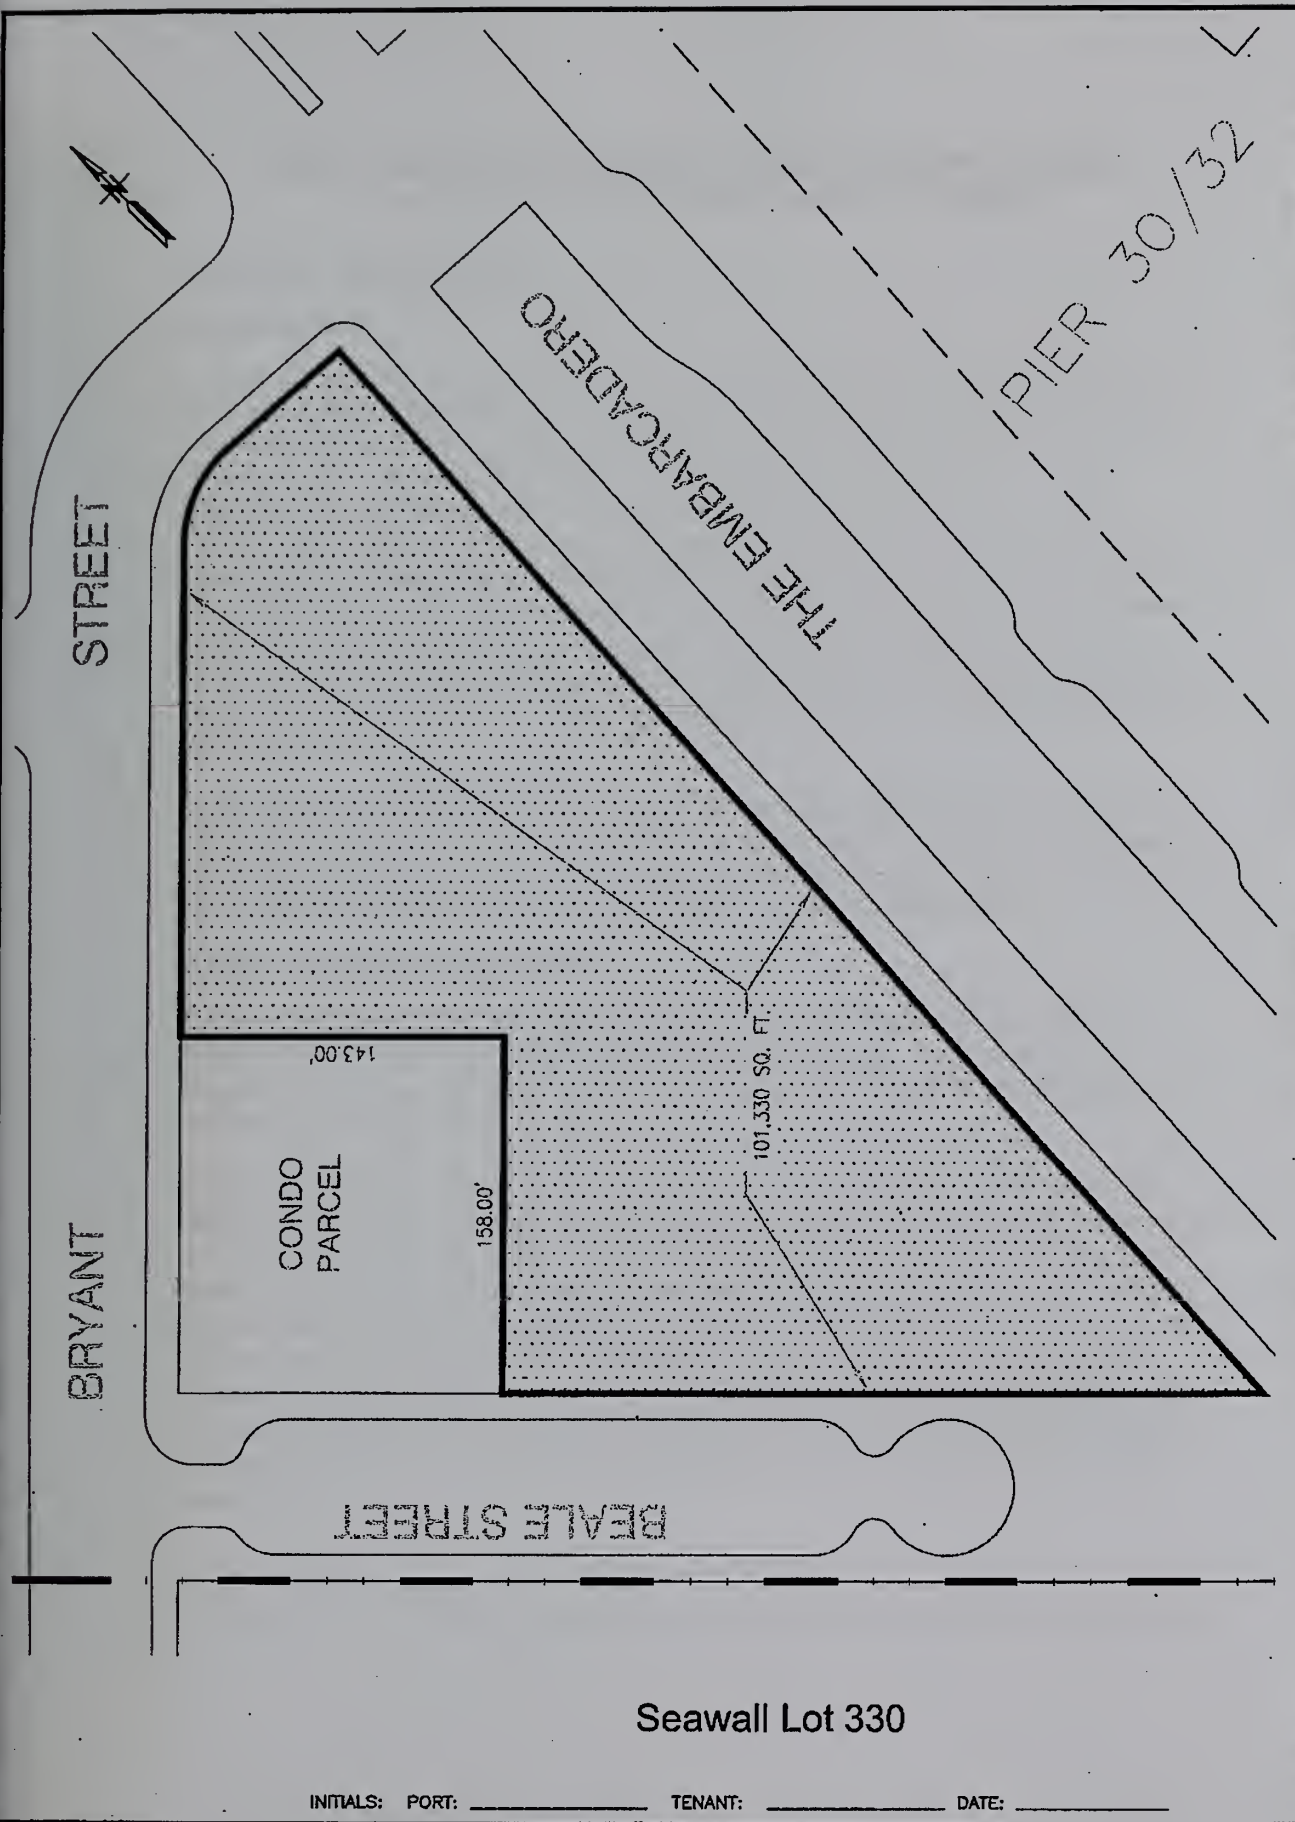 PIER 30/32
THE EMBARCADERO
BRYANT STREET
143.00'
CONDO
PARCEL
158.00'
101,330 SQ. FT.
BEALE STREET
Seawall Lot 330
INITIALS: PORT: TENANT: DATE: